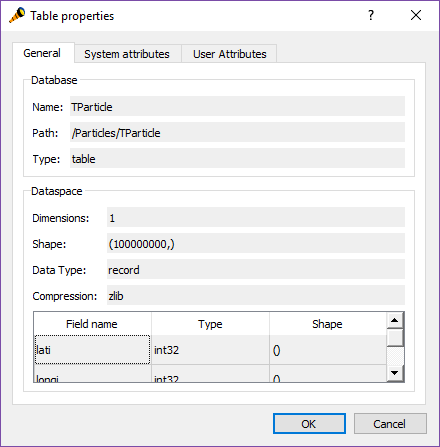 Table properties
General System attributes User Attributes
Database
Name: TParticle
Path: /Particles/TParticle
Type: table
Dataspace
Dimensions: 1
Shape: (100000000,)
Data Type: record
Compression: zlib
Field name Type Shape
lati int32 ()
longi int32 ()
OK Cancel